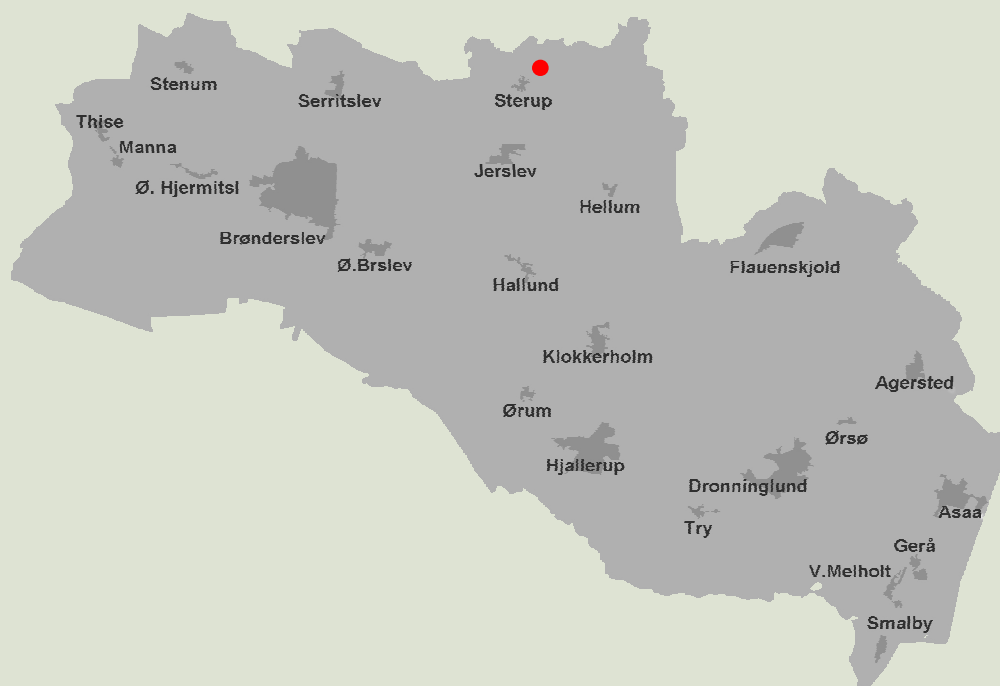 Stenum
Serritslev
Sterup
Thise
Manna
Jerslev
Ø. Hjermitsl
Hellum
Brønderslev
Ø.Brslev
Flauenskjold
Hallund
Klokkerholm
Agersted
Ørum
Ørsø
Hjallerup
Dronninglund
Asaa
Try
Gerå
V.Melholt
Smalby